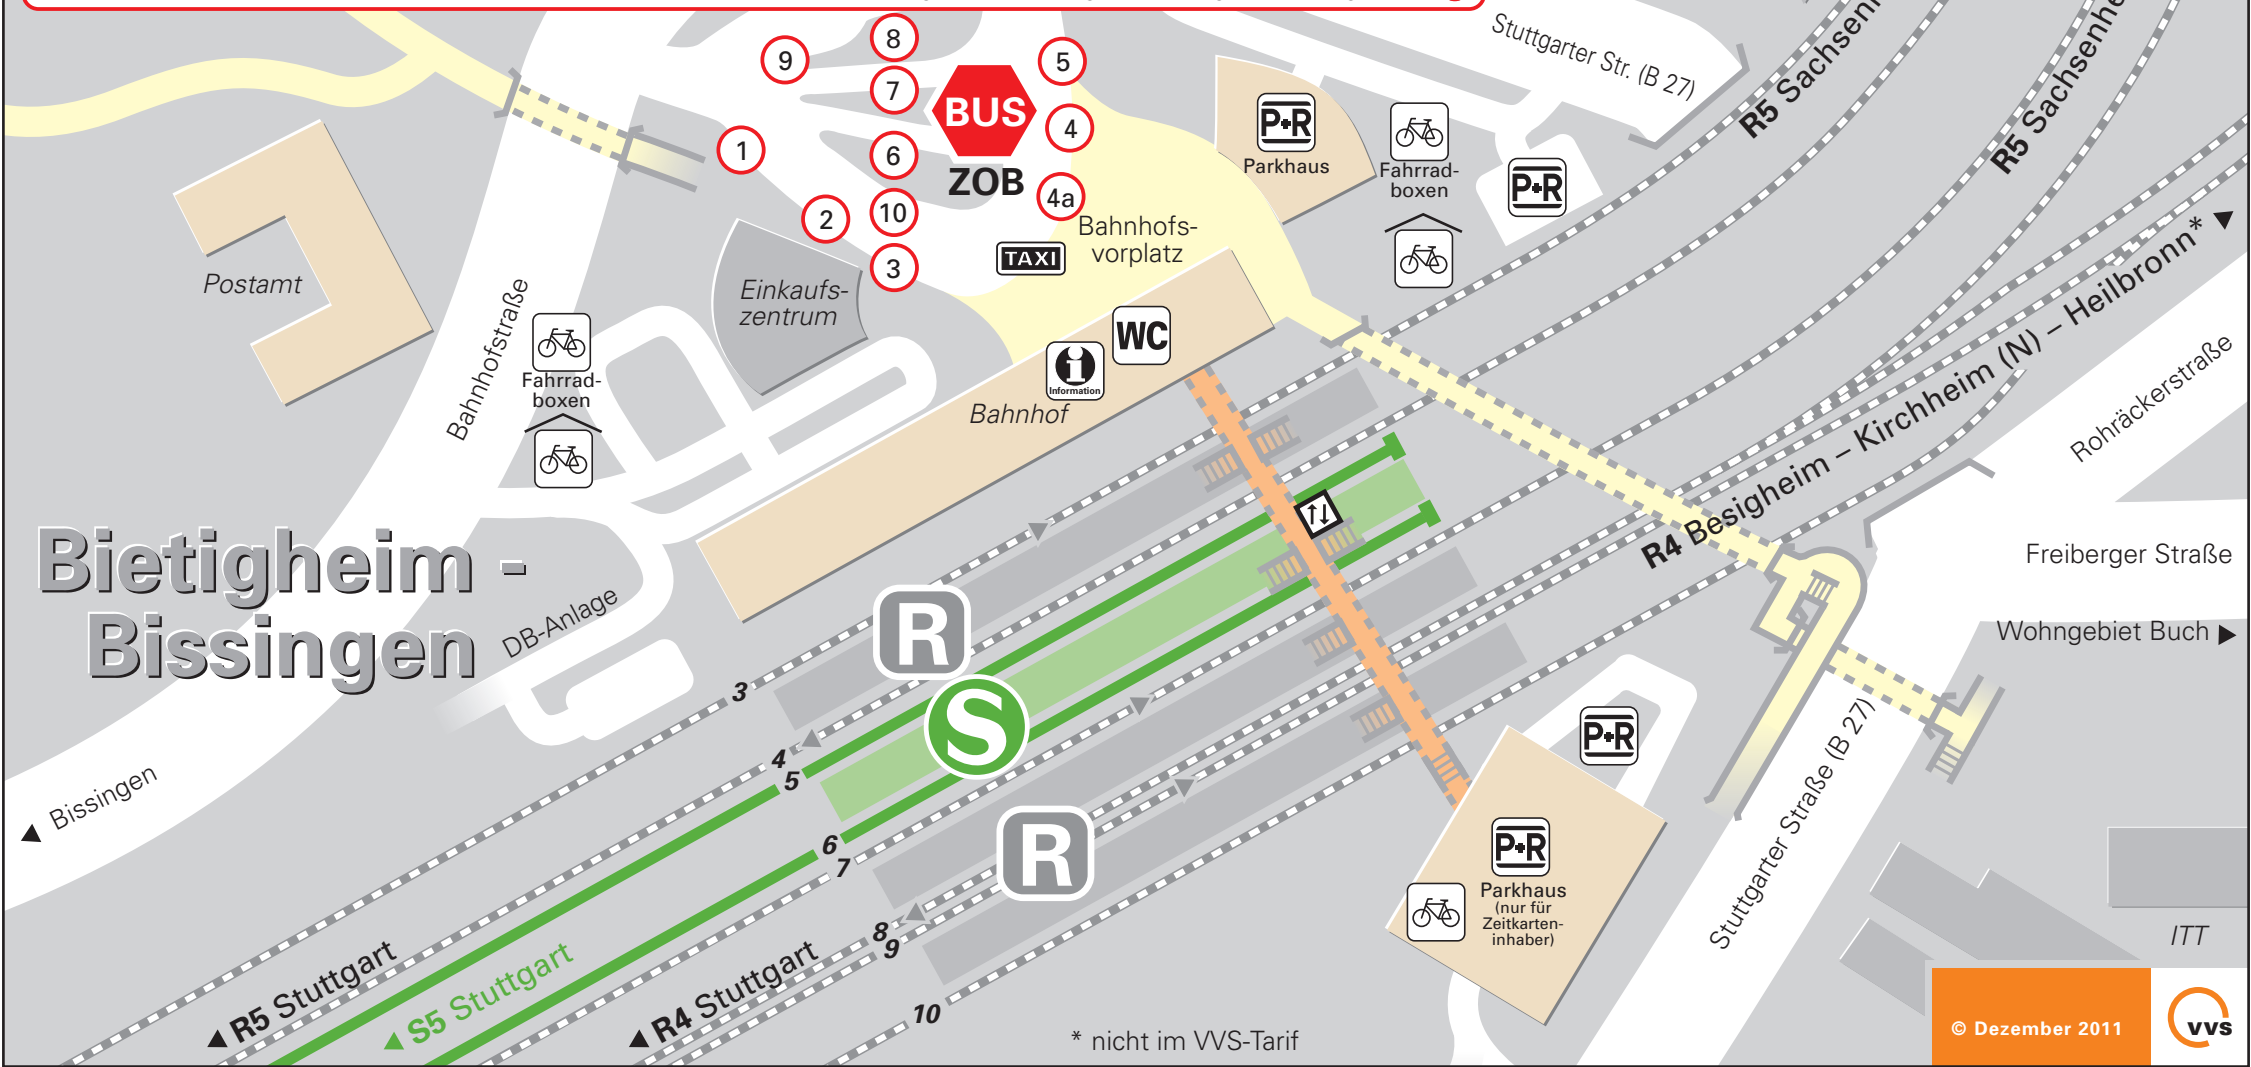 Stuttgarter Str. (B 27)
R5 Sachsenh
R5 Sachsenhe
8
9
7
5
BUS
4
1
6
ZOB
4a
2
10
3
TAXI
Bahnhofs-
vorplatz
P+R
Parkhaus
Fahrrad-
boxen
P+R
Postamt
Einkaufs-
zentrum
Bahnhofstraße
Fahrrad-
boxen
WC
i
Information
Bahnhof
R4 Besigheim – Kirchheim (N) – Heilbronn*
Rohräckerstraße
Freiberger Straße
Wohngebiet Buch
Bietigheim -
Bissingen
DB-Anlage
Bissingen
R
S
R
3
4
5
6
7
8
9
10
R5 Stuttgart
S5 Stuttgart
R4 Stuttgart
P+R
P+R
Parkhaus
(nur für
Zeitkarten-
inhaber)
Stuttgarter Straße (B 27)
ITT
* nicht im VVS-Tarif
© Dezember 2011
VVS